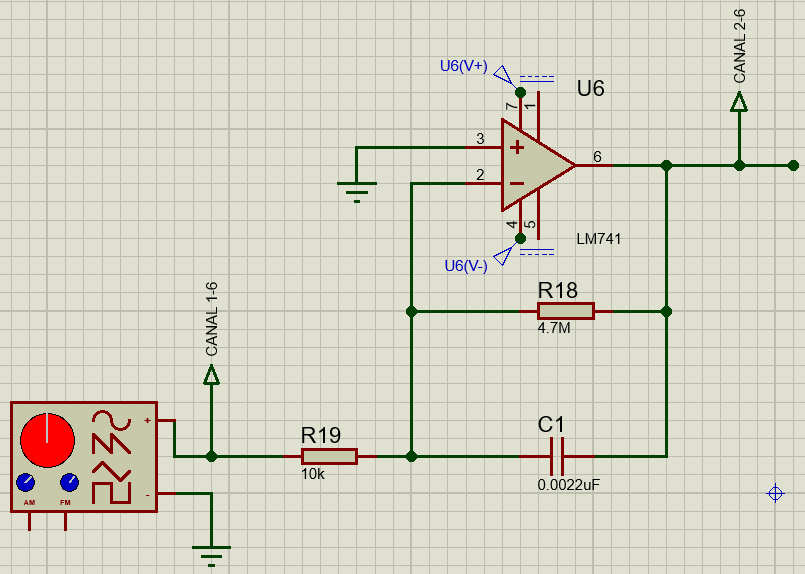 CANAL 2-6
U6(V+)
U6
7
1
3
+
6
2
−
4
5
LM741
U6(V-)
CANAL 1-6
R18
4.7M
R19
10k
C1
0.0022uF
+
-
AM
FM